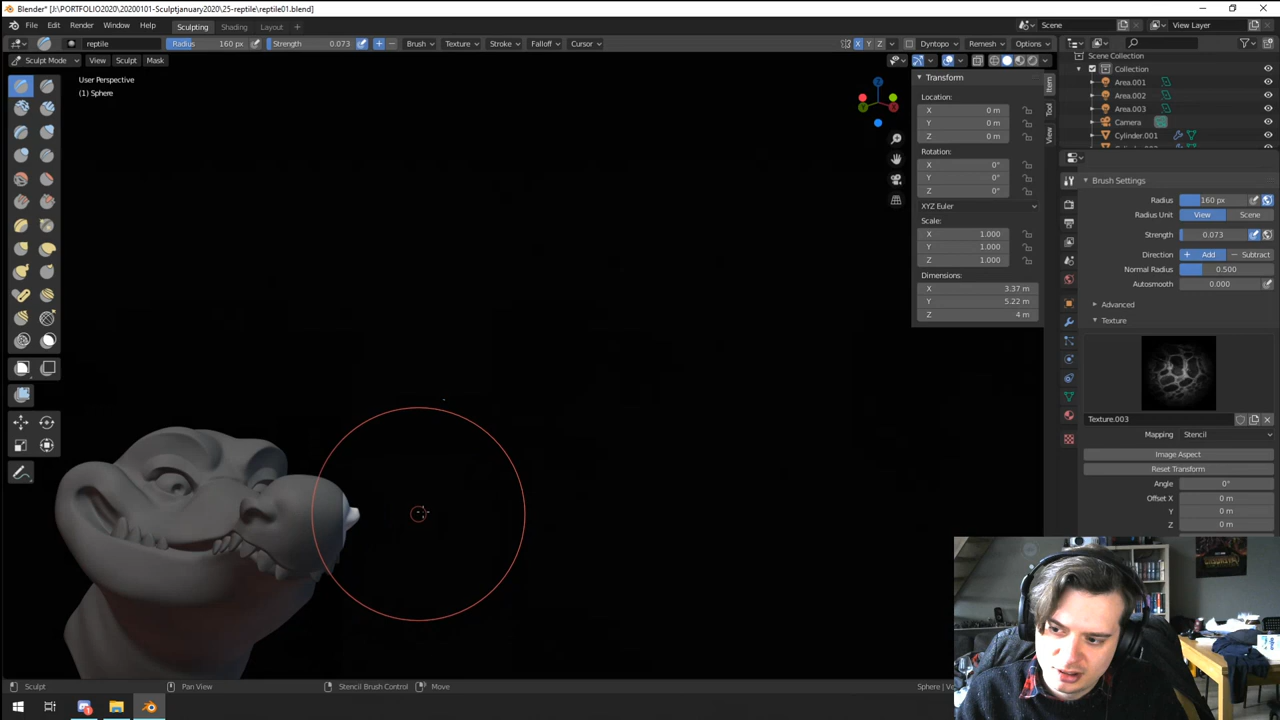 Blender* [J:\PORTFOLIO2020\20200101-Sculptjanuary2020\25-reptile\reptile01.blend]
File Edit Render Window Help Sculpting Shading Layout Scene View Layer
reptile Radius 160 px Strength 0.073 Brush Texture Stroke Falloff Cursor X Y Z Dyntopo Remesh Options
Sculpt Mode View Sculpt Mask
User Perspective
(1) Sphere
Transform
Location:
X 0 m
Y 0 m
Z 0 m
Rotation:
X 0°
Y 0°
Z 0°
XYZ Euler
Scale:
X 1.000
Y 1.000
Z 1.000
Dimensions:
X 3.37 m
Y 5.22 m
Z 4 m
Item
Tool
View
Scene Collection
Collection
Area.001
Area.002
Area.003
Camera
Cylinder.001
Brush Settings
Radius 160 px
Radius Unit View Scene
Strength 0.073
Direction + Add − Subtract
Normal Radius 0.500
Autosmooth 0.000
Advanced
Texture
Texture.003
Mapping Stencil
Image Aspect
Reset Transform
Angle 0°
Offset X 0 m
Y 0 m
Z 0 m
Sculpt Pan View Stencil Brush Control Move Sphere